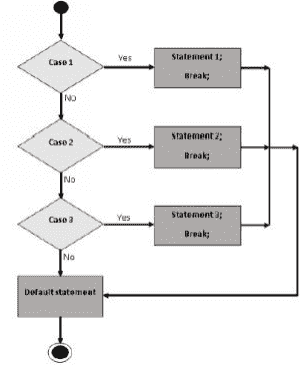 Case 1
Yes
Statement 1;
Break;
No
Case 2
Yes
Statement 2;
Break;
No
Case 3
Yes
Statement 3;
Break;
No
Default statement